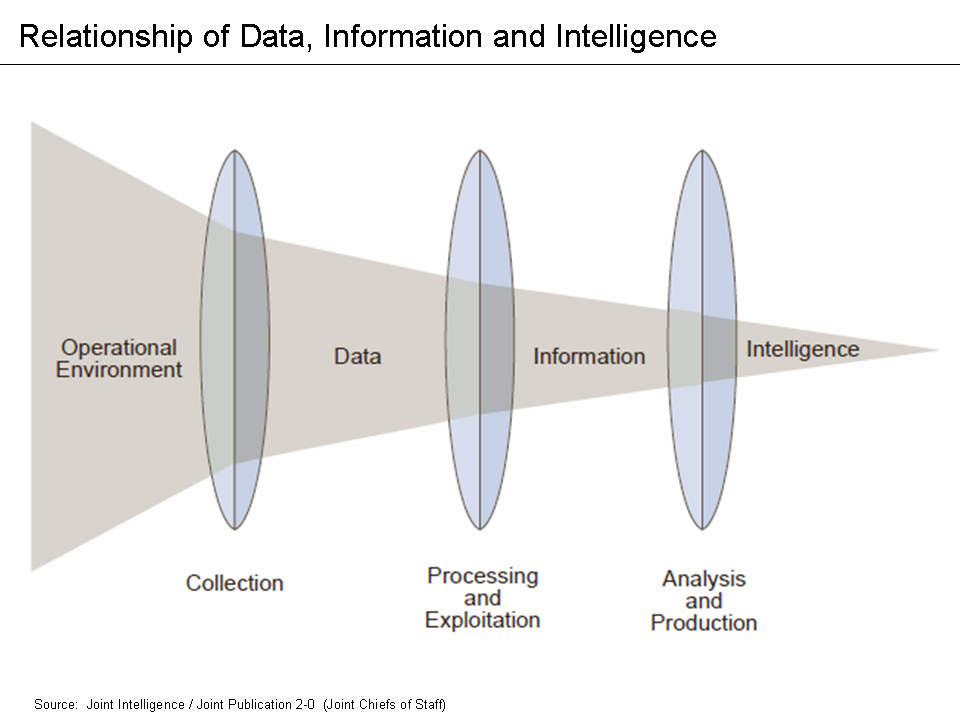 Relationship of Data, Information and Intelligence
Operational
Environment
Data
Information
Intelligence
Collection
Processing
and
Exploitation
Analysis
and
Production
Source:  Joint Intelligence / Joint Publication 2-0  (Joint Chiefs of Staff)